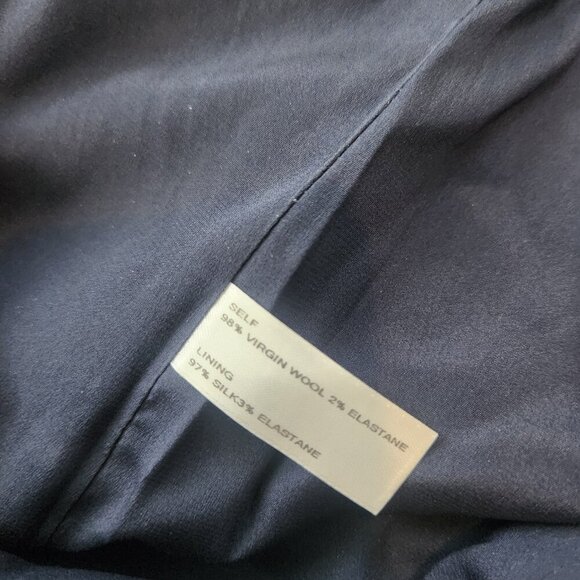 SELF
98% VIRGIN WOOL 2% ELASTANE
LINING
97% SILK3% ELASTANE